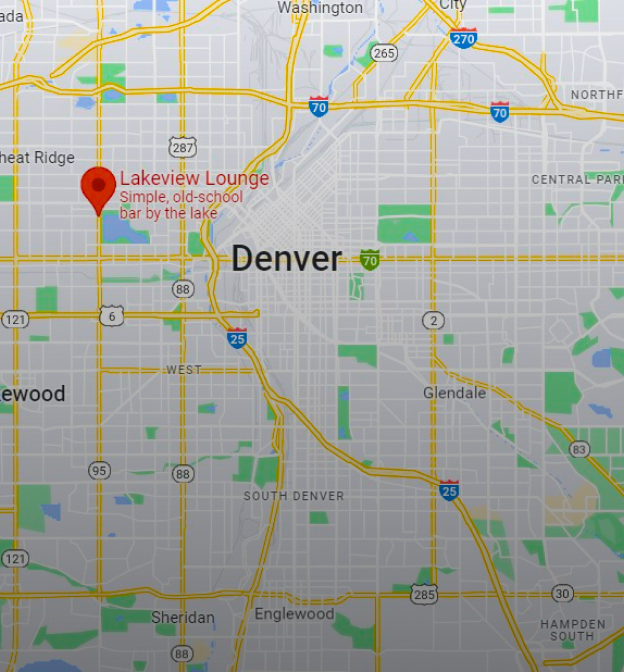 ada
Washington
City
270
265
70
70
NORTHF
287
heat Ridge
Lakeview Lounge
Simple, old-school
bar by the lake
CENTRAL PAR
Denver
70
88
6
121
2
25
WEST
ewood
Glendale
83
95
88
25
SOUTH DENVER
121
285
30
Sheridan
Englewood
HAMPDEN
SOUTH
88